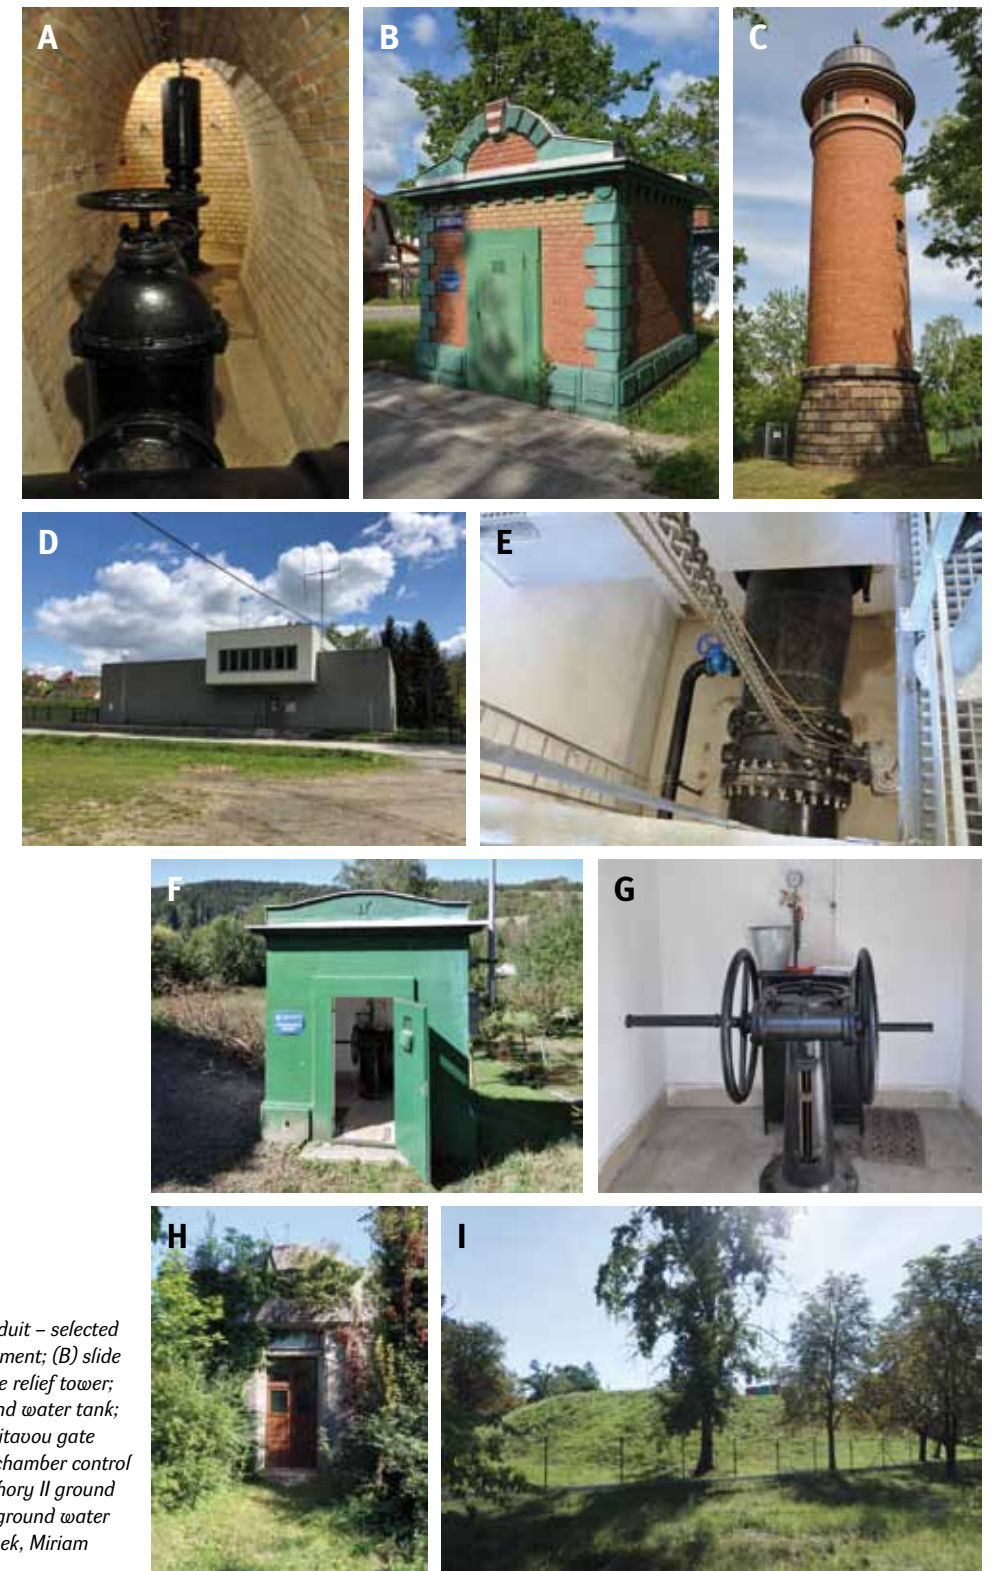 A
B
C
D
E
F
G
H
I
duit – selected
ment; (B) slide
e relief tower;
nd water tank;
itavou gate
chamber control
hory II ground
ground water
ek, Miriam